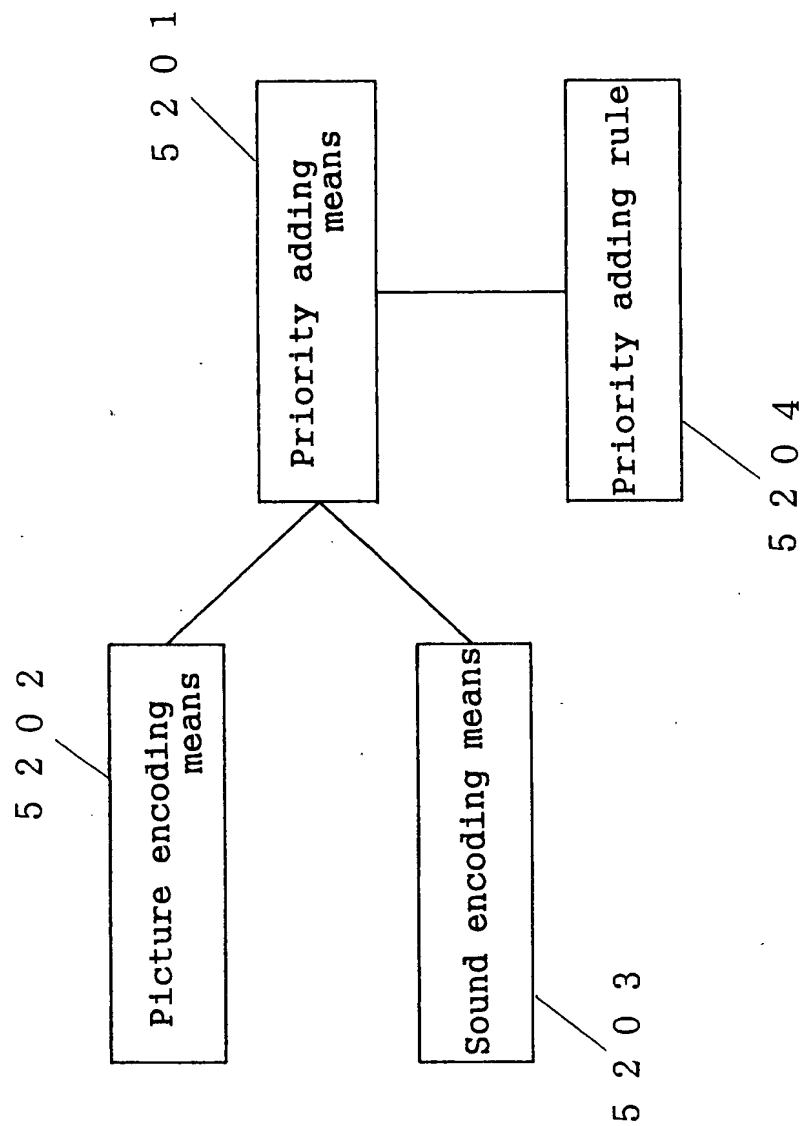 5202
Picture encoding
means
5201
Priority adding
means
Sound encoding means
5203
Priority adding rule
5204